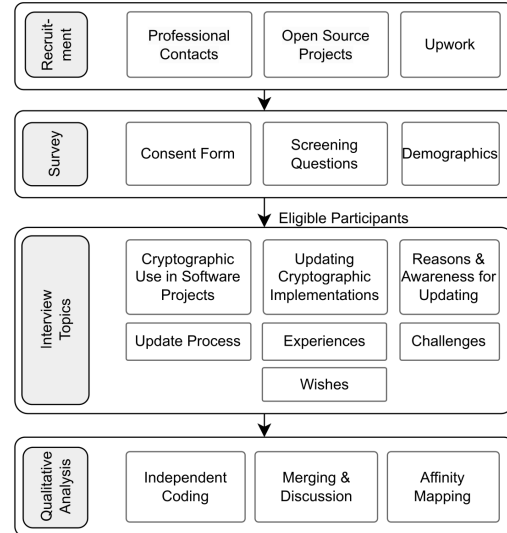 Recruit-
ment
Professional
Contacts
Open Source
Projects
Upwork
Survey
Consent Form
Screening
Questions
Demographics
Eligible Participants
Interview
Topics
Cryptographic
Use in Software
Projects
Updating
Cryptographic
Implementations
Reasons &
Awareness for
Updating
Update Process
Experiences
Challenges
Wishes
Qualitative
Analysis
Independent
Coding
Merging &
Discussion
Affinity
Mapping